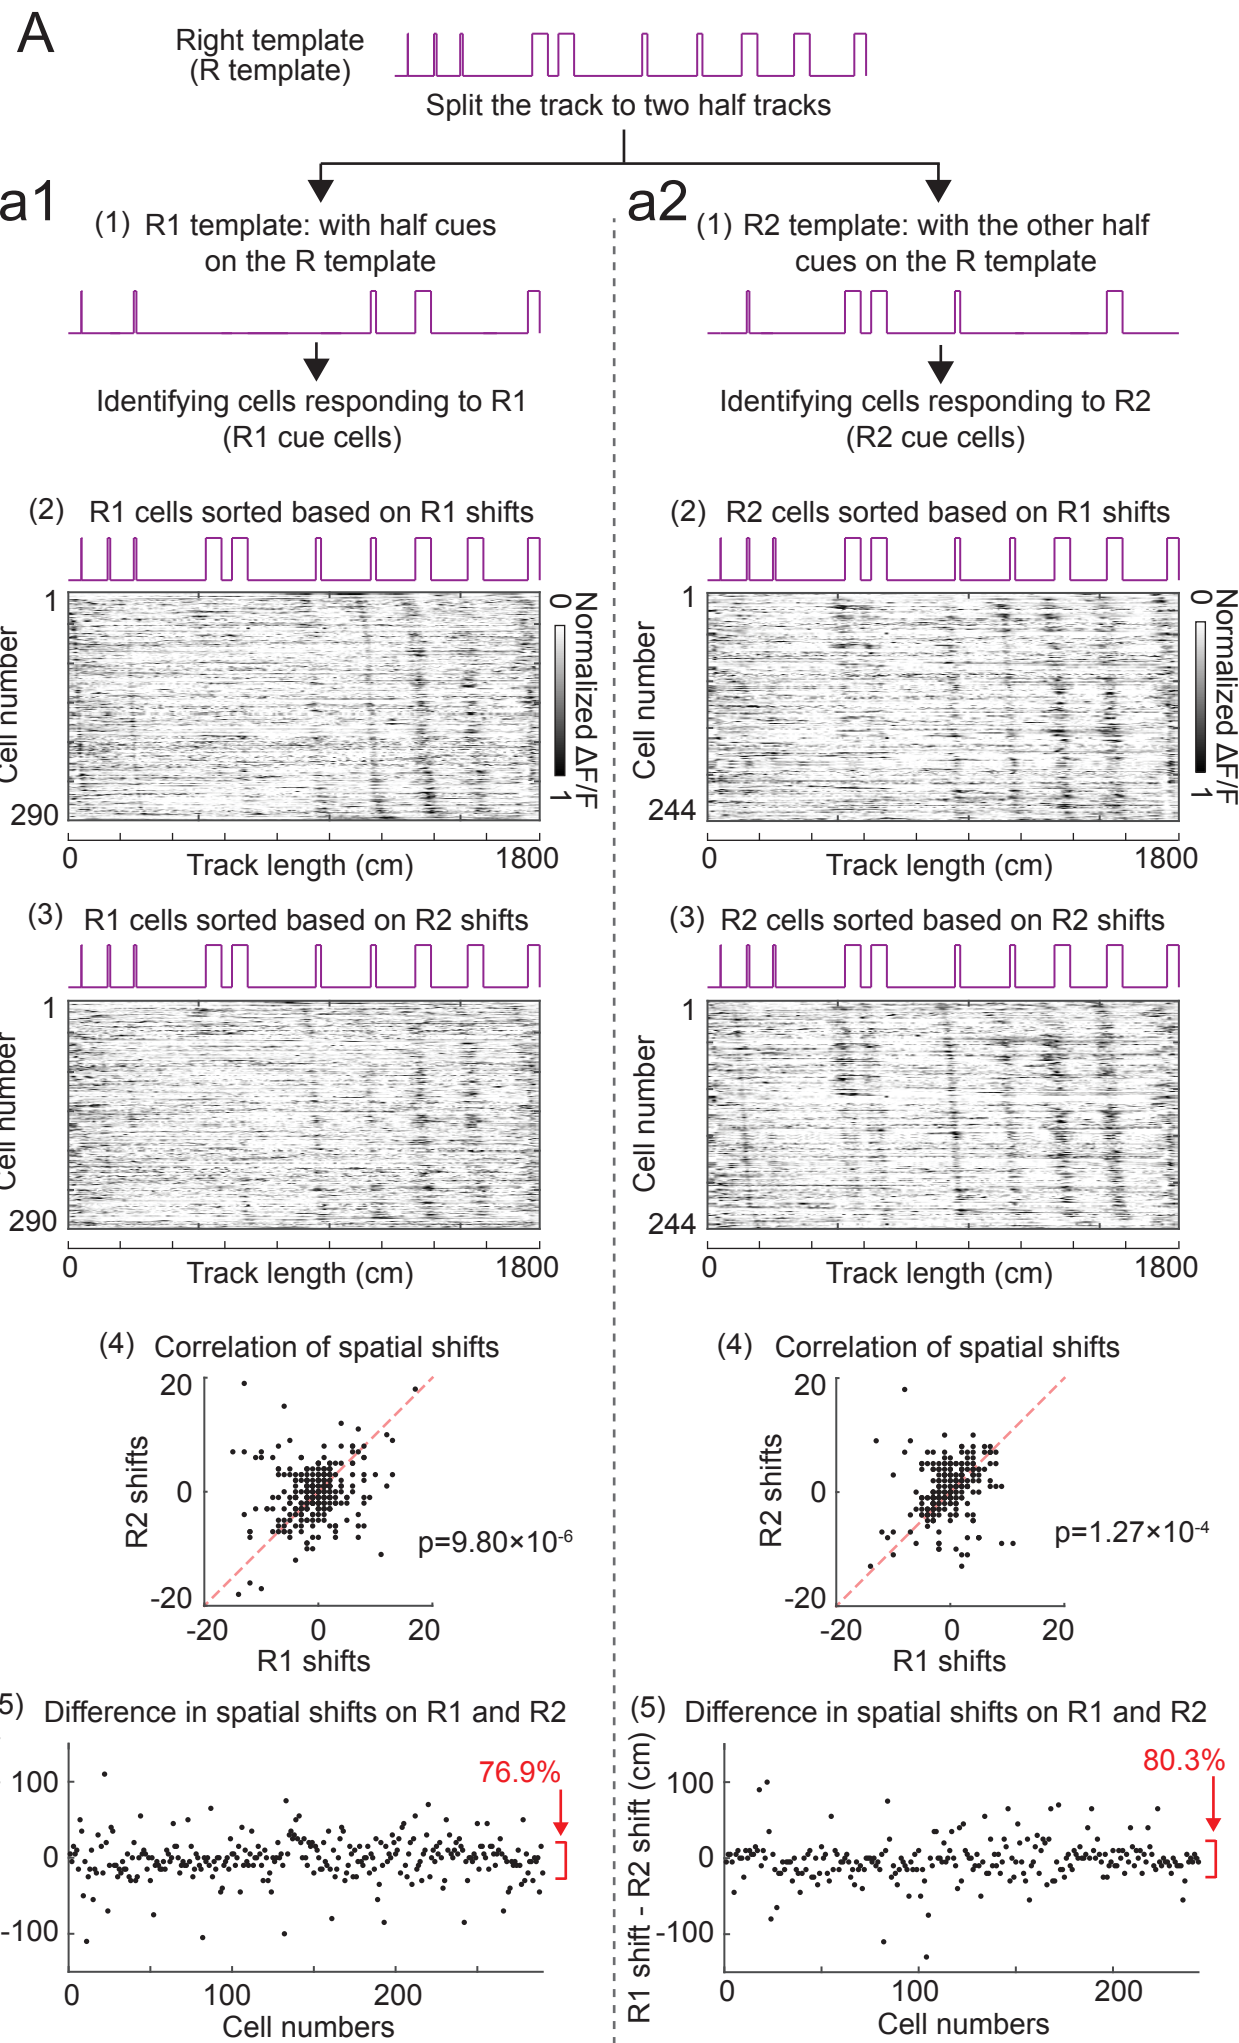 A
Right template
(R template)
Split the track to two half tracks
a1
(1) R1 template: with half cues
on the R template
Identifying cells responding to R1
(R1 cue cells)
(2) R1 cells sorted based on R1 shifts
1
290
Cell number
0
1
Normalized ΔF/F
0
1800
Track length (cm)
(3) R1 cells sorted based on R2 shifts
1
290
Cell number
0
1800
Track length (cm)
(4) Correlation of spatial shifts
20
0
-20
R2 shifts
p=9.80×10-6
-20 0 20
R1 shifts
5) Difference in spatial shifts on R1 and R2
76.9%
100
0
-100
0 100 200
Cell numbers
a2
(1) R2 template: with the other half
cues on the R template
Identifying cells responding to R2
(R2 cue cells)
(2) R2 cells sorted based on R1 shifts
1
244
Cell number
0
1
Normalized ΔF/F
0
1800
Track length (cm)
(3) R2 cells sorted based on R2 shifts
1
244
Cell number
0
1800
Track length (cm)
(4) Correlation of spatial shifts
20
0
-20
R2 shifts
p=1.27×10-4
-20 0 20
R1 shifts
(5) Difference in spatial shifts on R1 and R2
80.3%
R1 shift - R2 shift (cm)
100
0
-100
0 100 200
Cell numbers